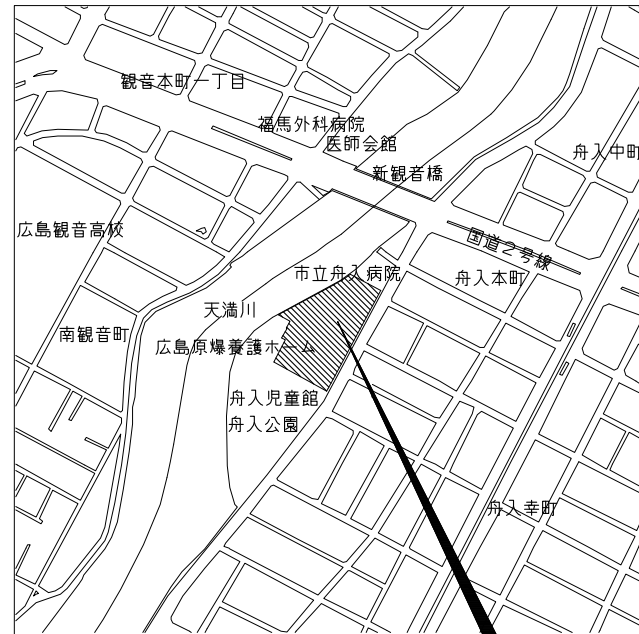 観音本町一丁目
福馬外科病院
医師会館
舟入中町
新観音橋
広島観音高校
国道2号線
市立舟入病院
舟入本町
天満川
南観音町
広島原爆養護ホーム
舟入児童館
舟入公園
舟入幸町